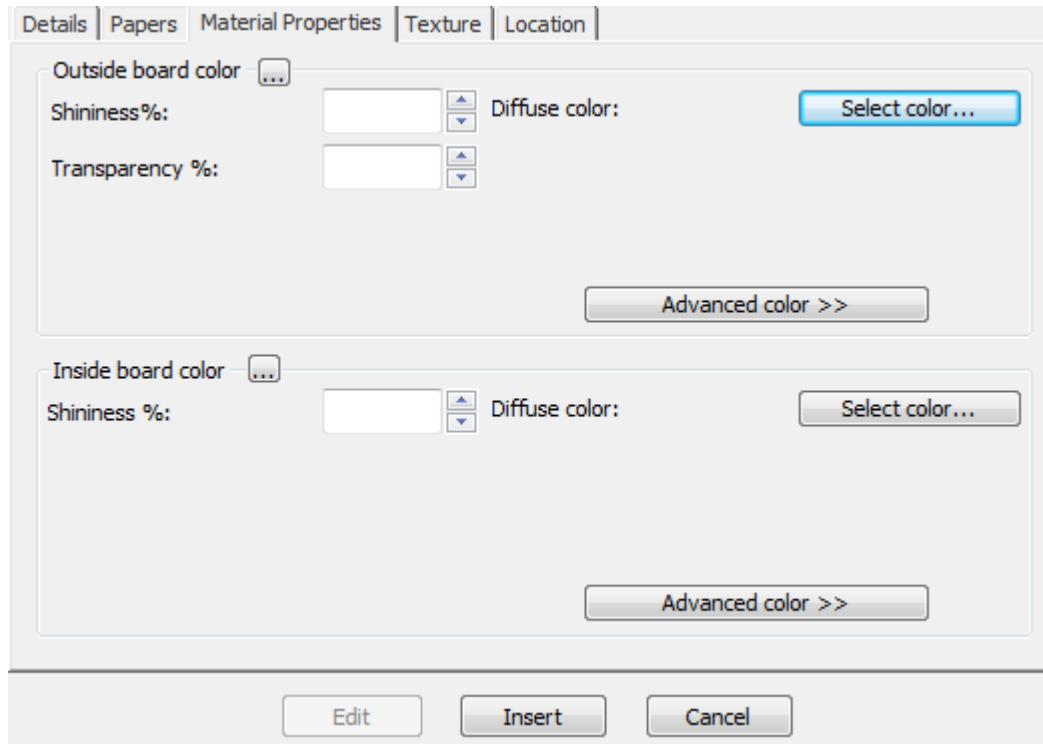 Details Papers Material Properties Texture Location
Outside board color ...
Shininess%: Diffuse color: Select color...
Transparency %:
Advanced color >>
Inside board color ...
Shininess %: Diffuse color: Select color...
Advanced color >>
Edit Insert Cancel